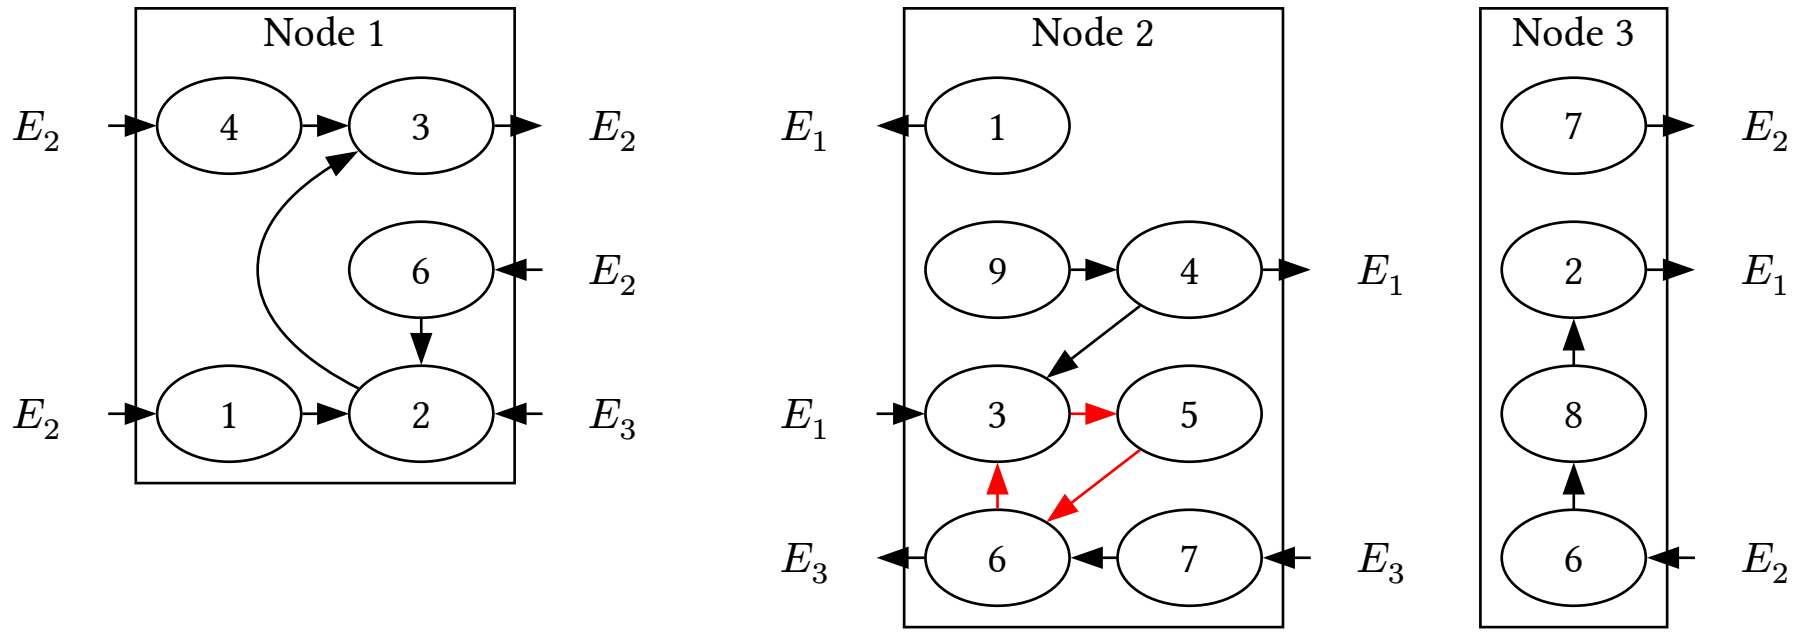 Node 1
E₂ 4 3 E₂
6 E₂
E₂ 1 2 E₃
Node 2
E₁ 1
9 4 E₁
E₁ 3 5
E₃ 6 7 E₃
Node 3
7 E₂
2 E₁
8
6 E₂